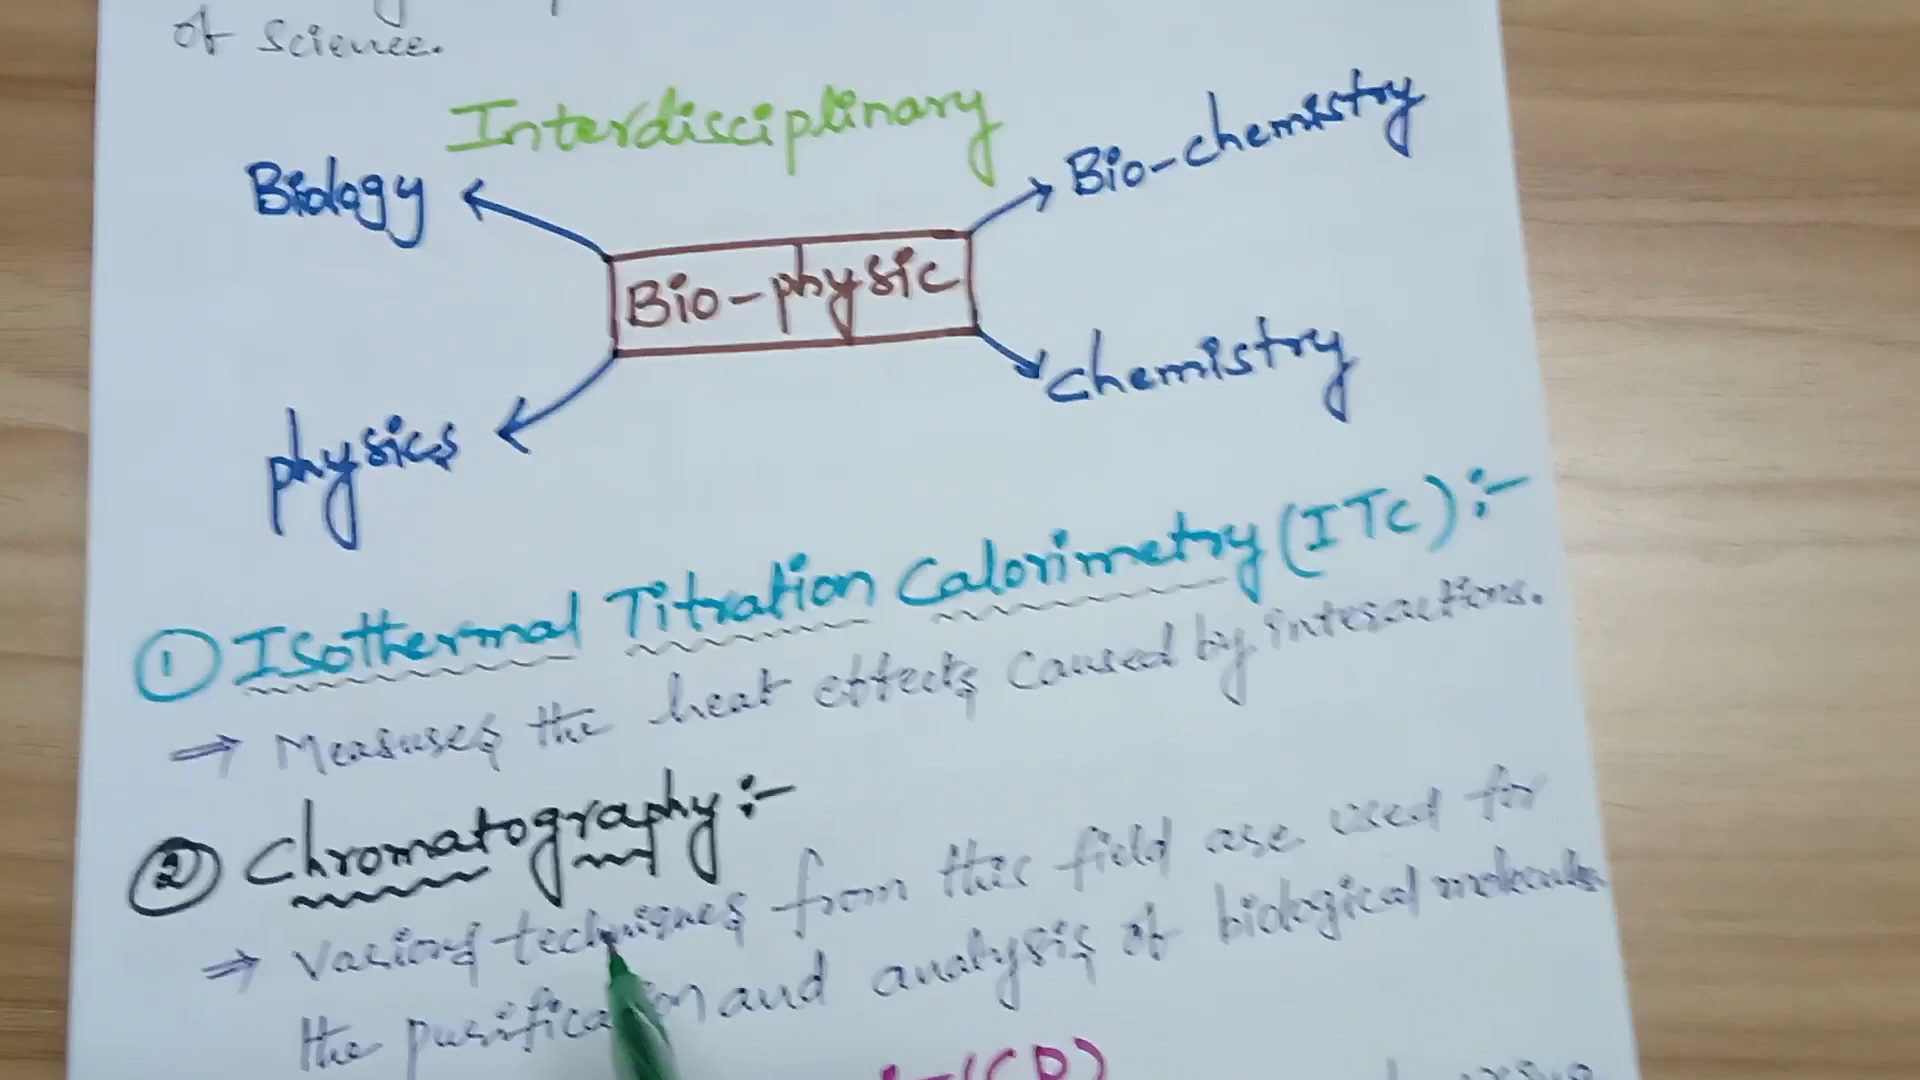 of science.
Interdisciplinary
Biology
Bio-chemistry
Bio-physic
Chemistry
physics
① Isothermal Titration Calorimetry (ITC):-
⇒ Measures the heat effects caused by interactions.
② Chromatography:-
⇒ Various techniques from this field are used for
the purification and analysis of biological molecules
(CD)